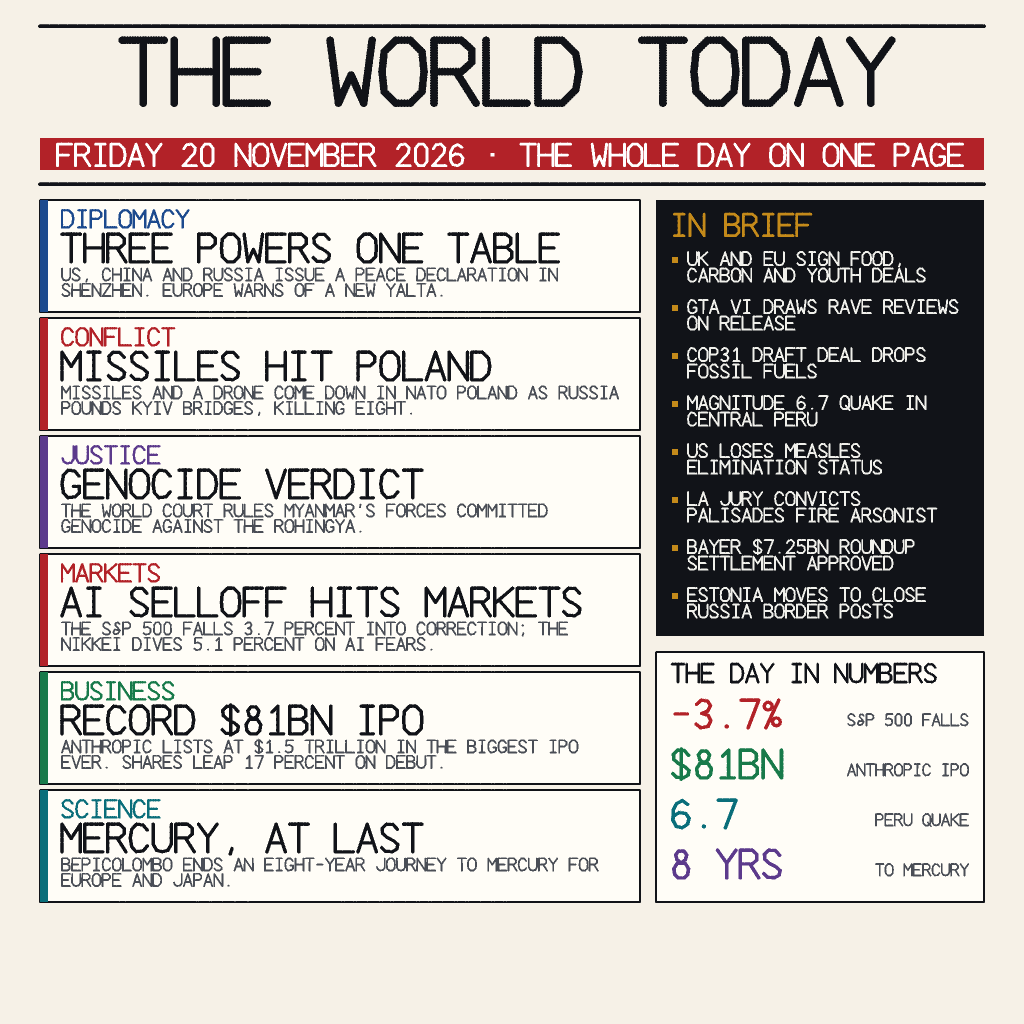 THE WORLD TODAY
FRIDAY 20 NOVEMBER 2026 · THE WHOLE DAY ON ONE PAGE
DIPLOMACY
THREE POWERS ONE TABLE
US, CHINA AND RUSSIA ISSUE A PEACE DECLARATION IN
SHENZHEN. EUROPE WARNS OF A NEW YALTA.
CONFLICT
MISSILES HIT POLAND
MISSILES AND A DRONE COME DOWN IN NATO POLAND AS RUSSIA
POUNDS KYIV BRIDGES, KILLING EIGHT.
JUSTICE
GENOCIDE VERDICT
THE WORLD COURT RULES MYANMAR'S FORCES COMMITTED
GENOCIDE AGAINST THE ROHINGYA.
MARKETS
AI SELLOFF HITS MARKETS
THE S&P 500 FALLS 3.7 PERCENT INTO CORRECTION; THE
NIKKEI DIVES 5.1 PERCENT ON AI FEARS.
BUSINESS
RECORD $81BN IPO
ANTHROPIC LISTS AT $1.5 TRILLION IN THE BIGGEST IPO
EVER. SHARES LEAP 17 PERCENT ON DEBUT.
SCIENCE
MERCURY, AT LAST
BEPICOLOMBO ENDS AN EIGHT-YEAR JOURNEY TO MERCURY FOR
EUROPE AND JAPAN.
IN BRIEF
UK AND EU SIGN FOOD,
CARBON AND YOUTH DEALS
GTA VI DRAWS RAVE REVIEWS
ON RELEASE
COP31 DRAFT DEAL DROPS
FOSSIL FUELS
MAGNITUDE 6.7 QUAKE IN
CENTRAL PERU
US LOSES MEASLES
ELIMINATION STATUS
LA JURY CONVICTS
PALISADES FIRE ARSONIST
BAYER $7.25BN ROUNDUP
SETTLEMENT APPROVED
ESTONIA MOVES TO CLOSE
RUSSIA BORDER POSTS
THE DAY IN NUMBERS
-3.7% S&P 500 FALLS
$81BN ANTHROPIC IPO
6.7 PERU QUAKE
8 YRS TO MERCURY